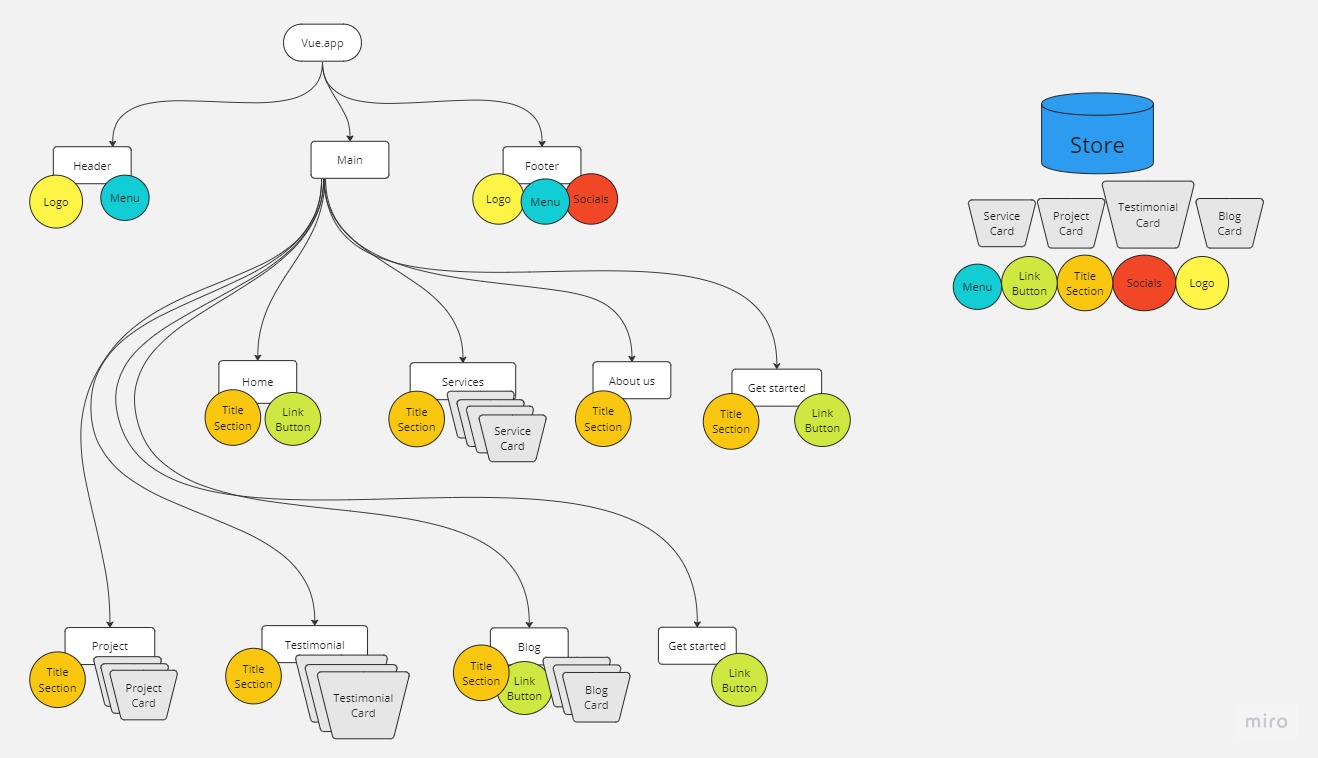 Vue.app
Header
Logo
Menu
Main
Footer
Logo
Menu
Socials
Store
Service
Card
Project
Card
Testimonial
Card
Blog
Card
Menu
Link
Button
Title
Section
Socials
Logo
Home
Title
Section
Link
Button
Services
Title
Section
Service
Card
About us
Title
Section
Get started
Title
Section
Link
Button
Project
Title
Section
Project
Card
Testimonial
Title
Section
Testimonial
Card
Blog
Title
Section
Link
Button
Blog
Card
Get started
Link
Button
miro